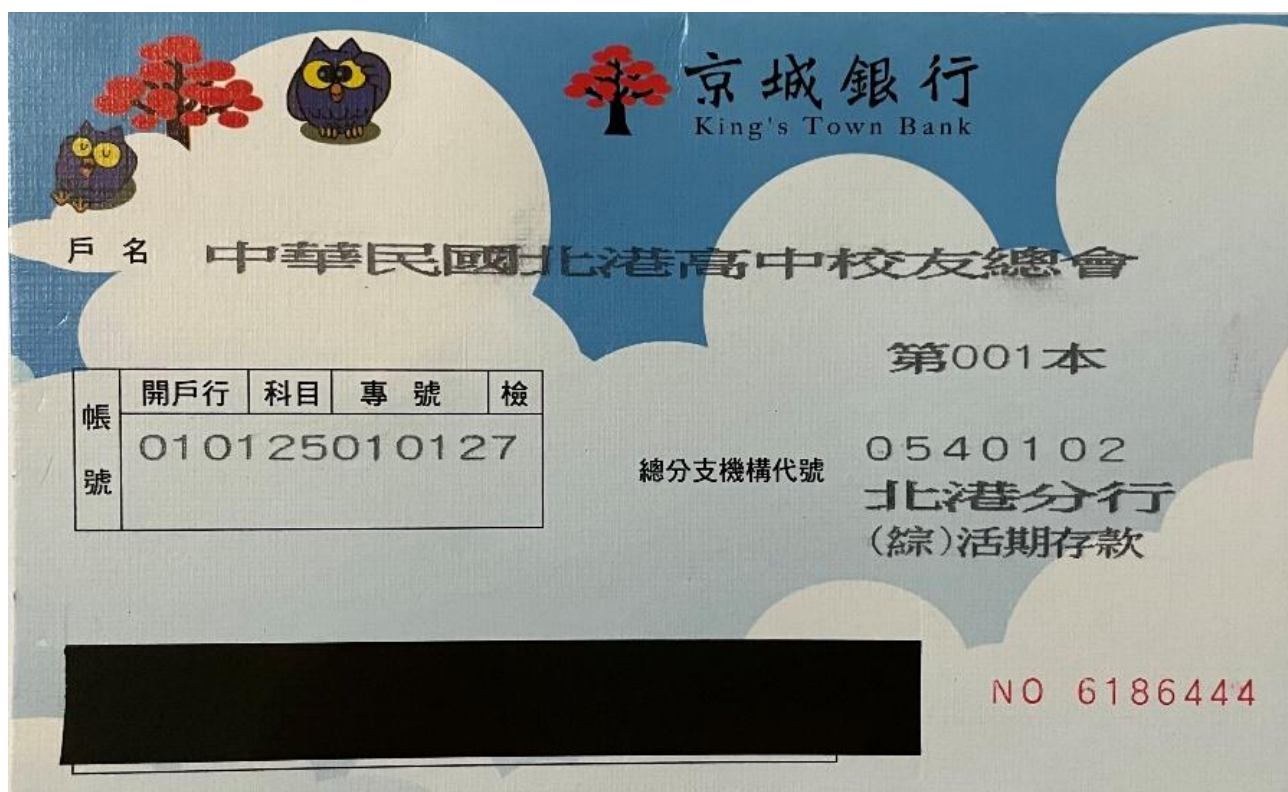 京城銀行
King's Town Bank
戶名 中華民國北港高中校友總會
第001本
帳號 開戶行 科目 專號 檢
010125010127
總分支機構代號 0540102
北港分行
(綜)活期存款
NO 6186444